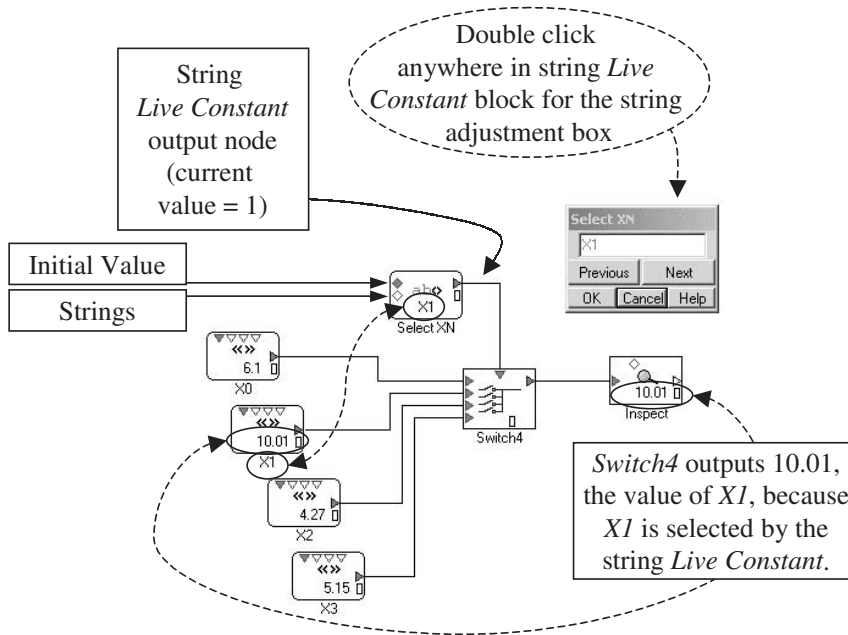 String
Live Constant
output node
(current
value = 1)
Double click
anywhere in string Live
Constant block for the string
adjustment box
Select XN
X1
Previous Next
OK Cancel Help
Initial Value
Strings
ab
X1
Select XN
6.1
X0
10.01
X1
4.27
X2
5.15
X3
Switch4
10.01
Inspect
Switch4 outputs 10.01,
the value of X1, because
X1 is selected by the
string Live Constant.